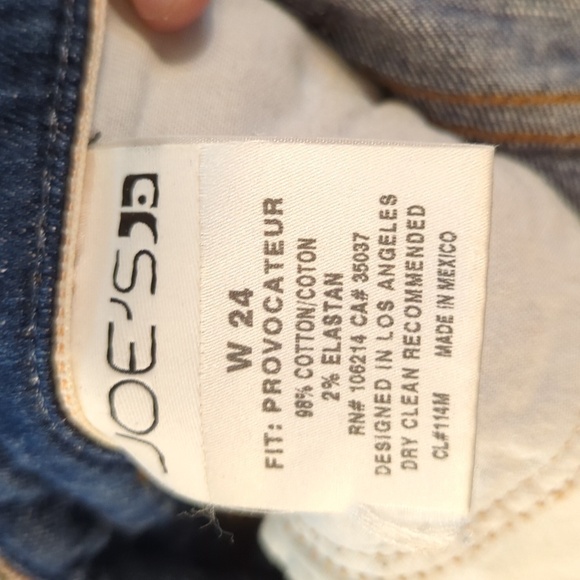 JOE'S JD
W 24
FIT: PROVOCATEUR
98% COTTON/COTON
2% ELASTAN
RN# 106214 CA# 35037
DESIGNED IN LOS ANGELES
DRY CLEAN RECOMMENDED
CL#114M MADE IN MEXICO